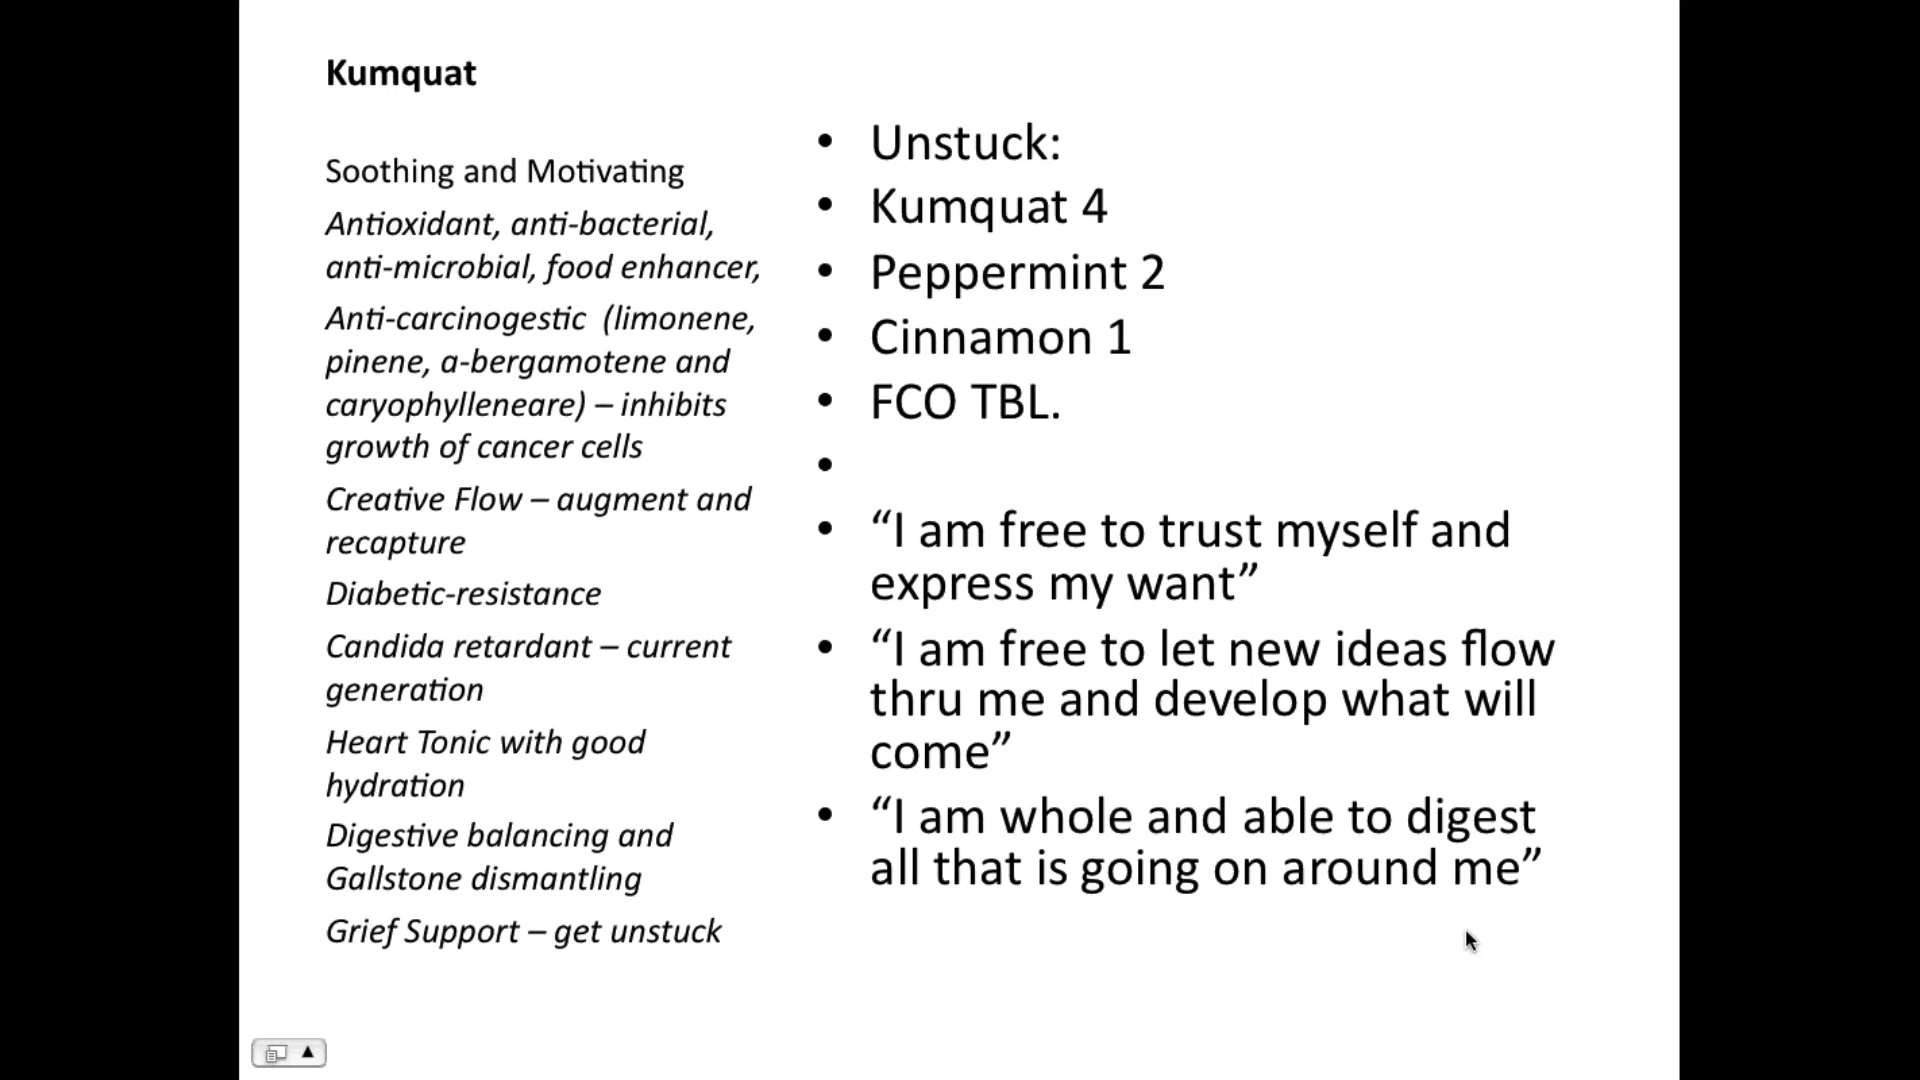 Kumquat
Soothing and Motivating
Antioxidant, anti-bacterial,
anti-microbial, food enhancer,
Anti-carcinogestic (limonene,
pinene, a-bergamotene and
caryophylleneare) – inhibits
growth of cancer cells
Creative Flow – augment and
recapture
Diabetic-resistance
Candida retardant – current
generation
Heart Tonic with good
hydration
Digestive balancing and
Gallstone dismantling
Grief Support – get unstuck
• Unstuck:
• Kumquat 4
• Peppermint 2
• Cinnamon 1
• FCO TBL.
•
• “I am free to trust myself and
express my want”
• “I am free to let new ideas flow
thru me and develop what will
come”
• “I am whole and able to digest
all that is going on around me”